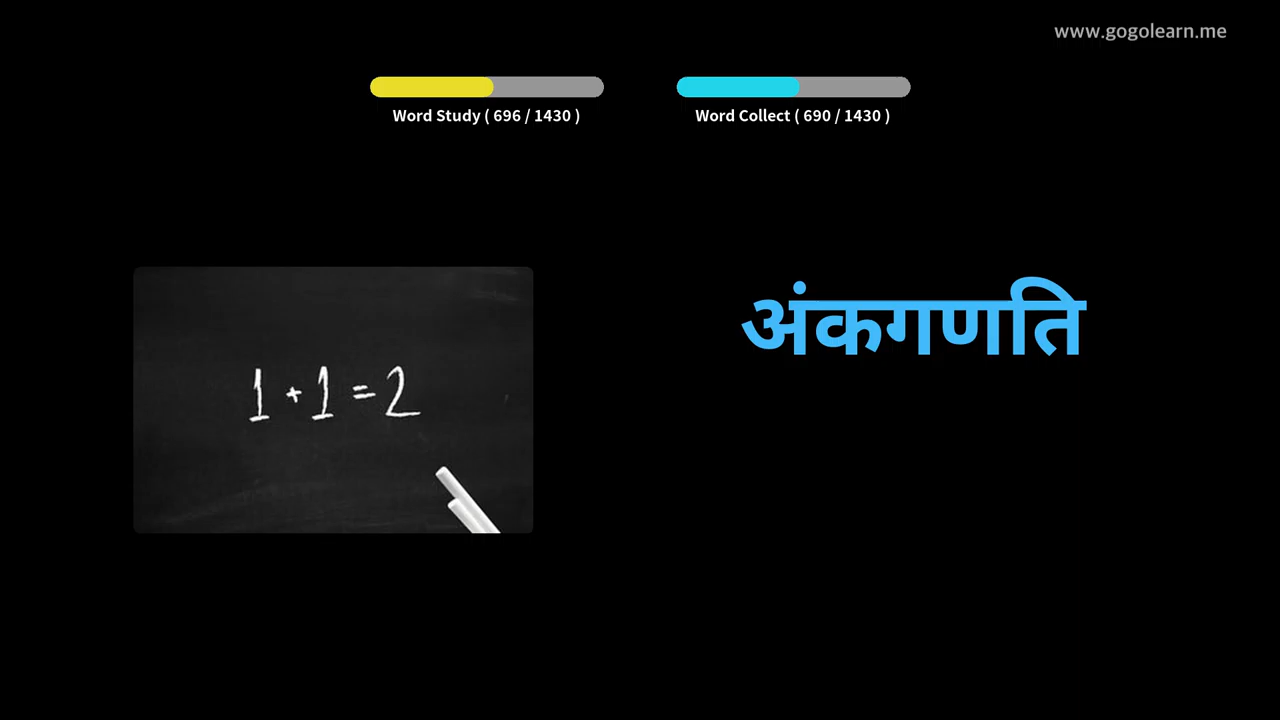 www.gogolearn.me
Word Study ( 696 / 1430 )
Word Collect ( 690 / 1430 )
1 + 1 = 2
अंकगणति